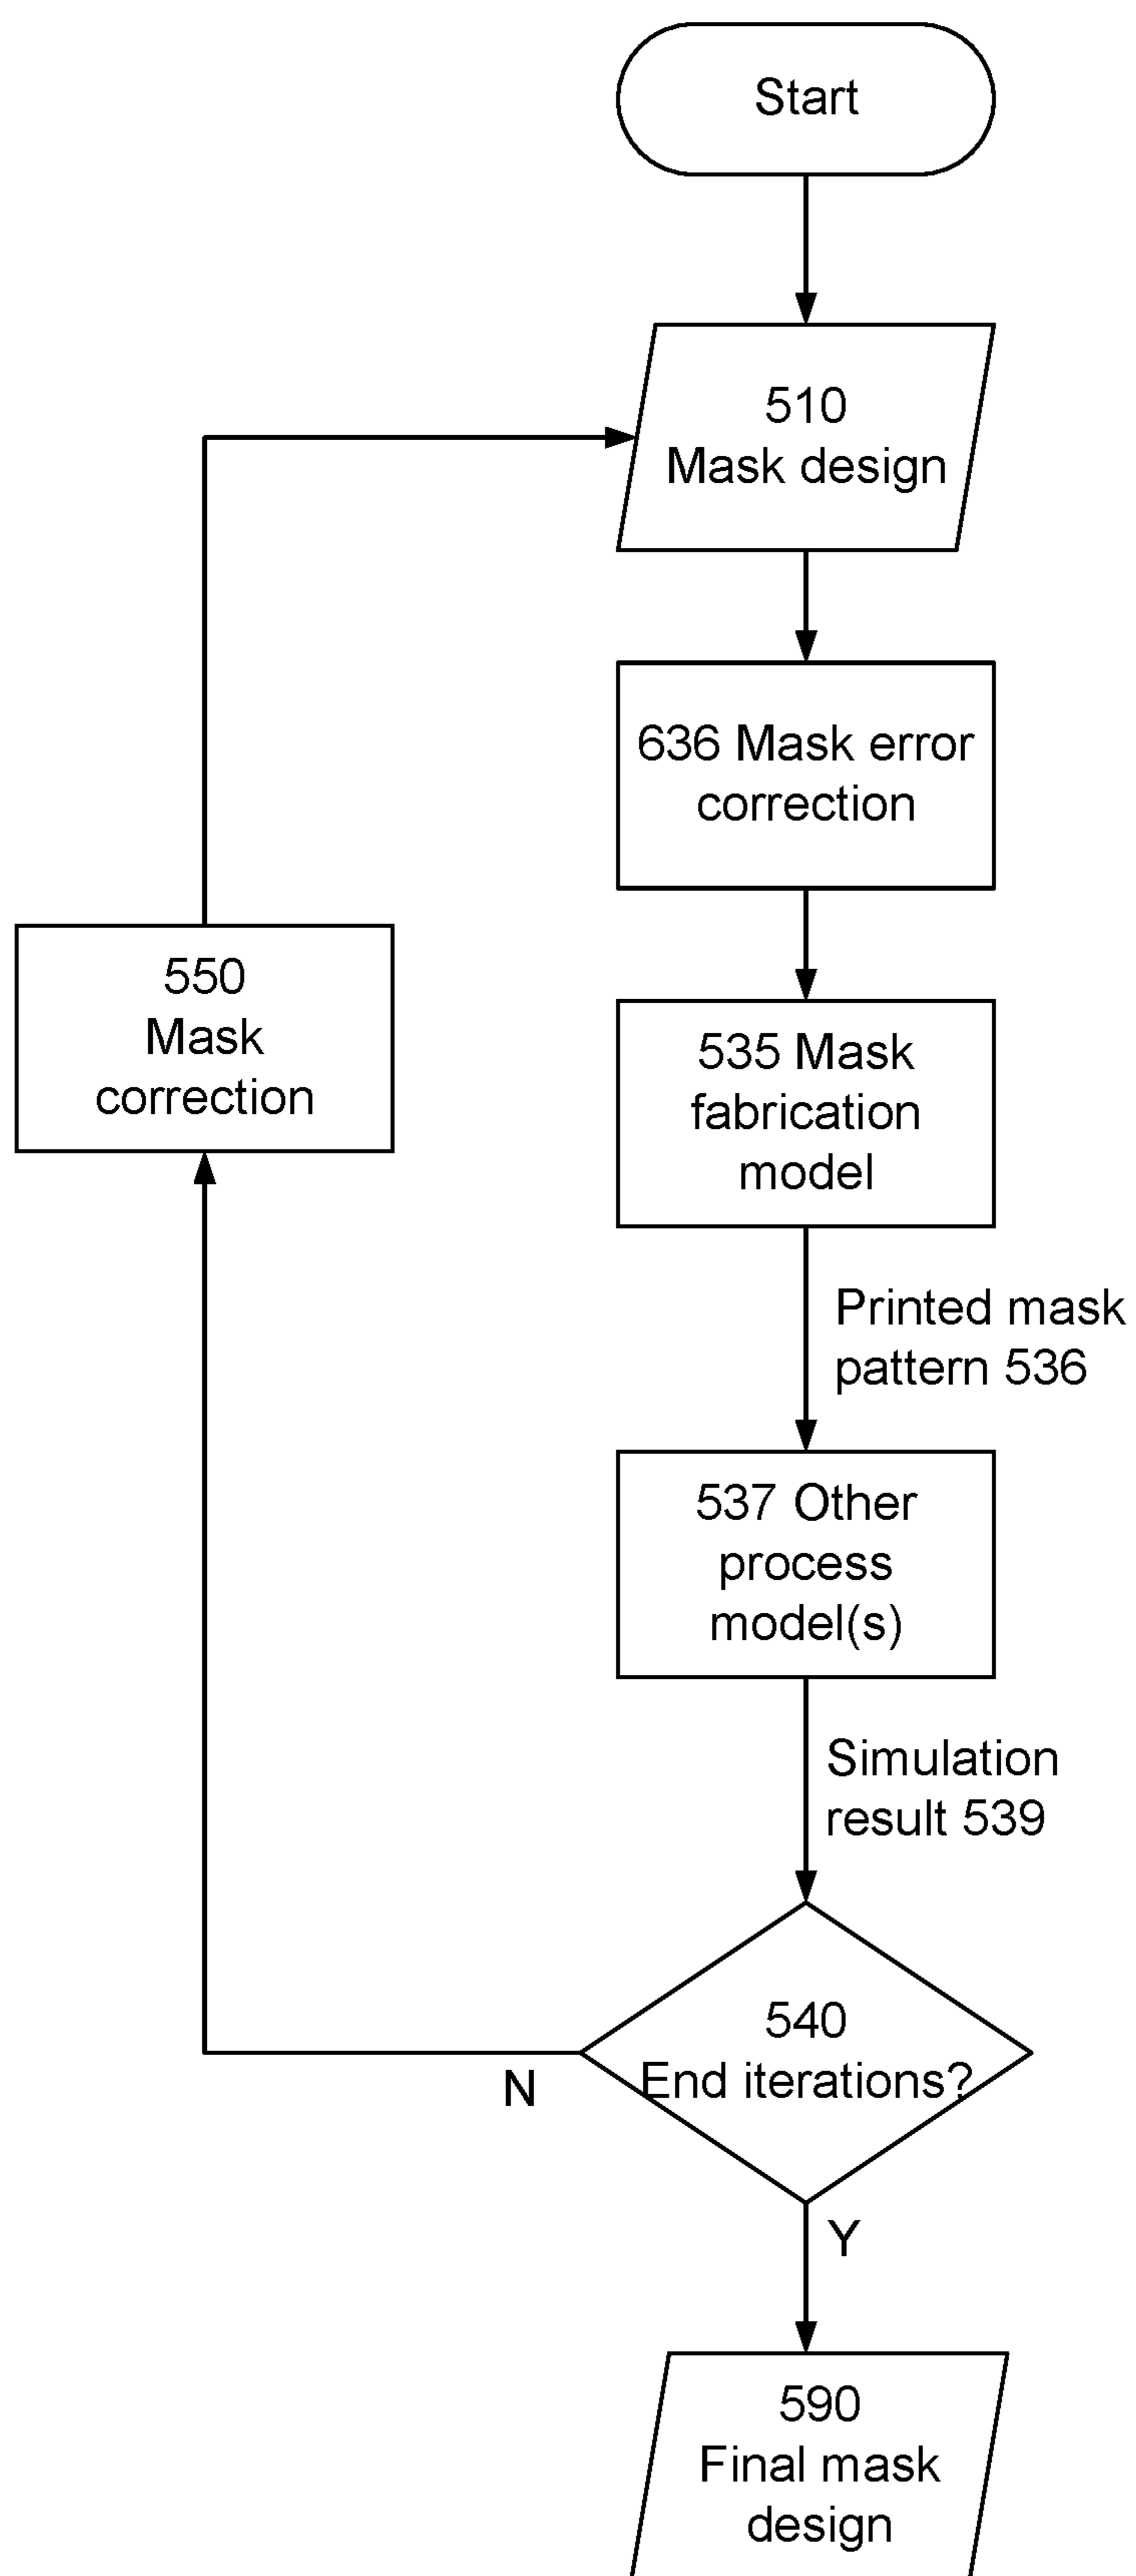 Start
510
Mask design
636 Mask error
correction
550
Mask
correction
535 Mask
fabrication
model
Printed mask
pattern 536
537 Other
process
model(s)
Simulation
result 539
540
End iterations?
N
Y
590
Final mask
design